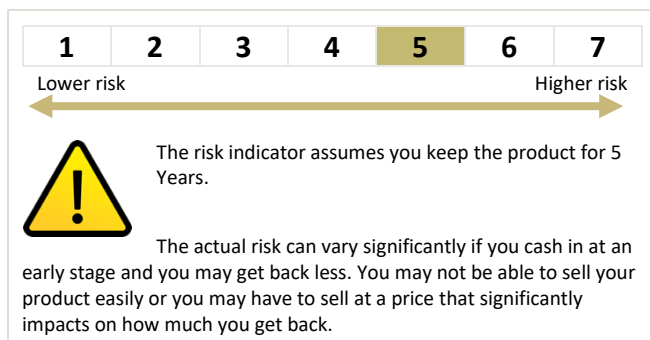 1 2 3 4 5 6 7
Lower risk Higher risk
The risk indicator assumes you keep the product for 5
Years.
The actual risk can vary significantly if you cash in at an
early stage and you may get back less. You may not be able to sell your
product easily or you may have to sell at a price that significantly
impacts on how much you get back.